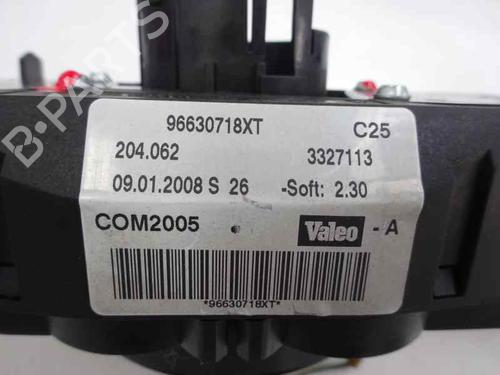 B-PARTS
96630718XT C25
204.062 3327113
09.01.2008 S 26 -Soft: 2.30
COM2005 Valeo -A
*96630718XT*